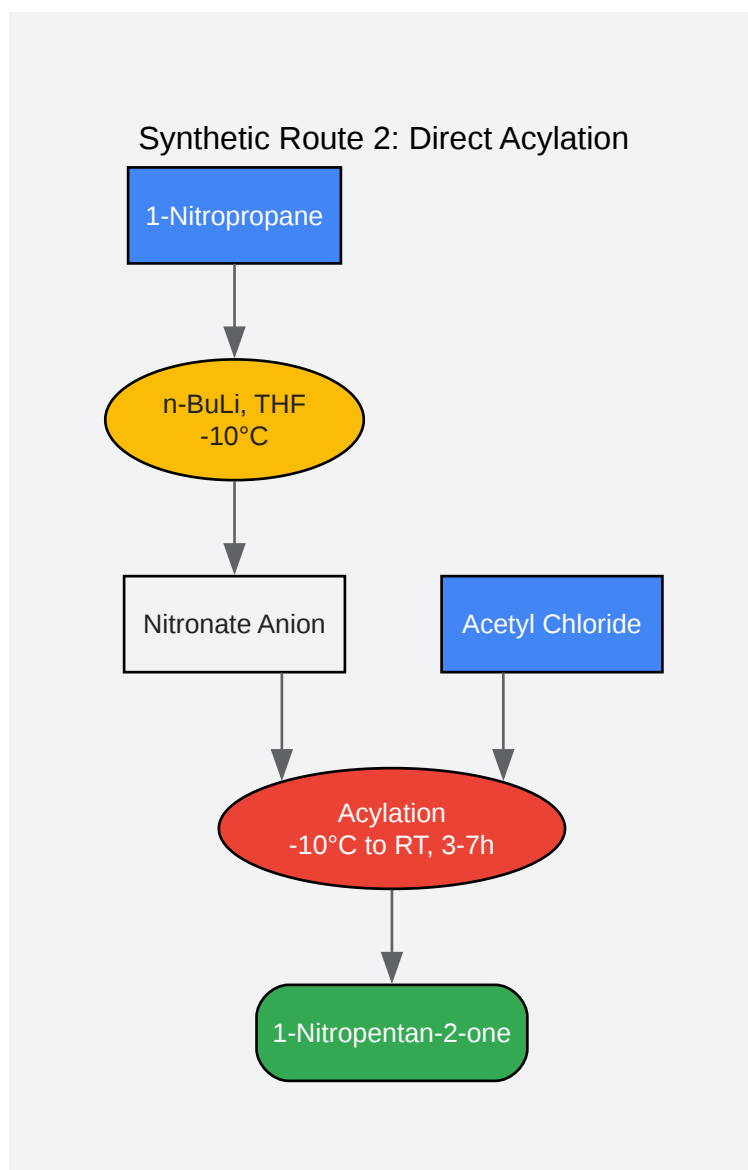 Synthetic Route 2: Direct Acylation
1-Nitropropane
n-BuLi, THF
-10°C
Nitronate Anion
Acetyl Chloride
Acylation
-10°C to RT, 3-7h
1-Nitropentan-2-one